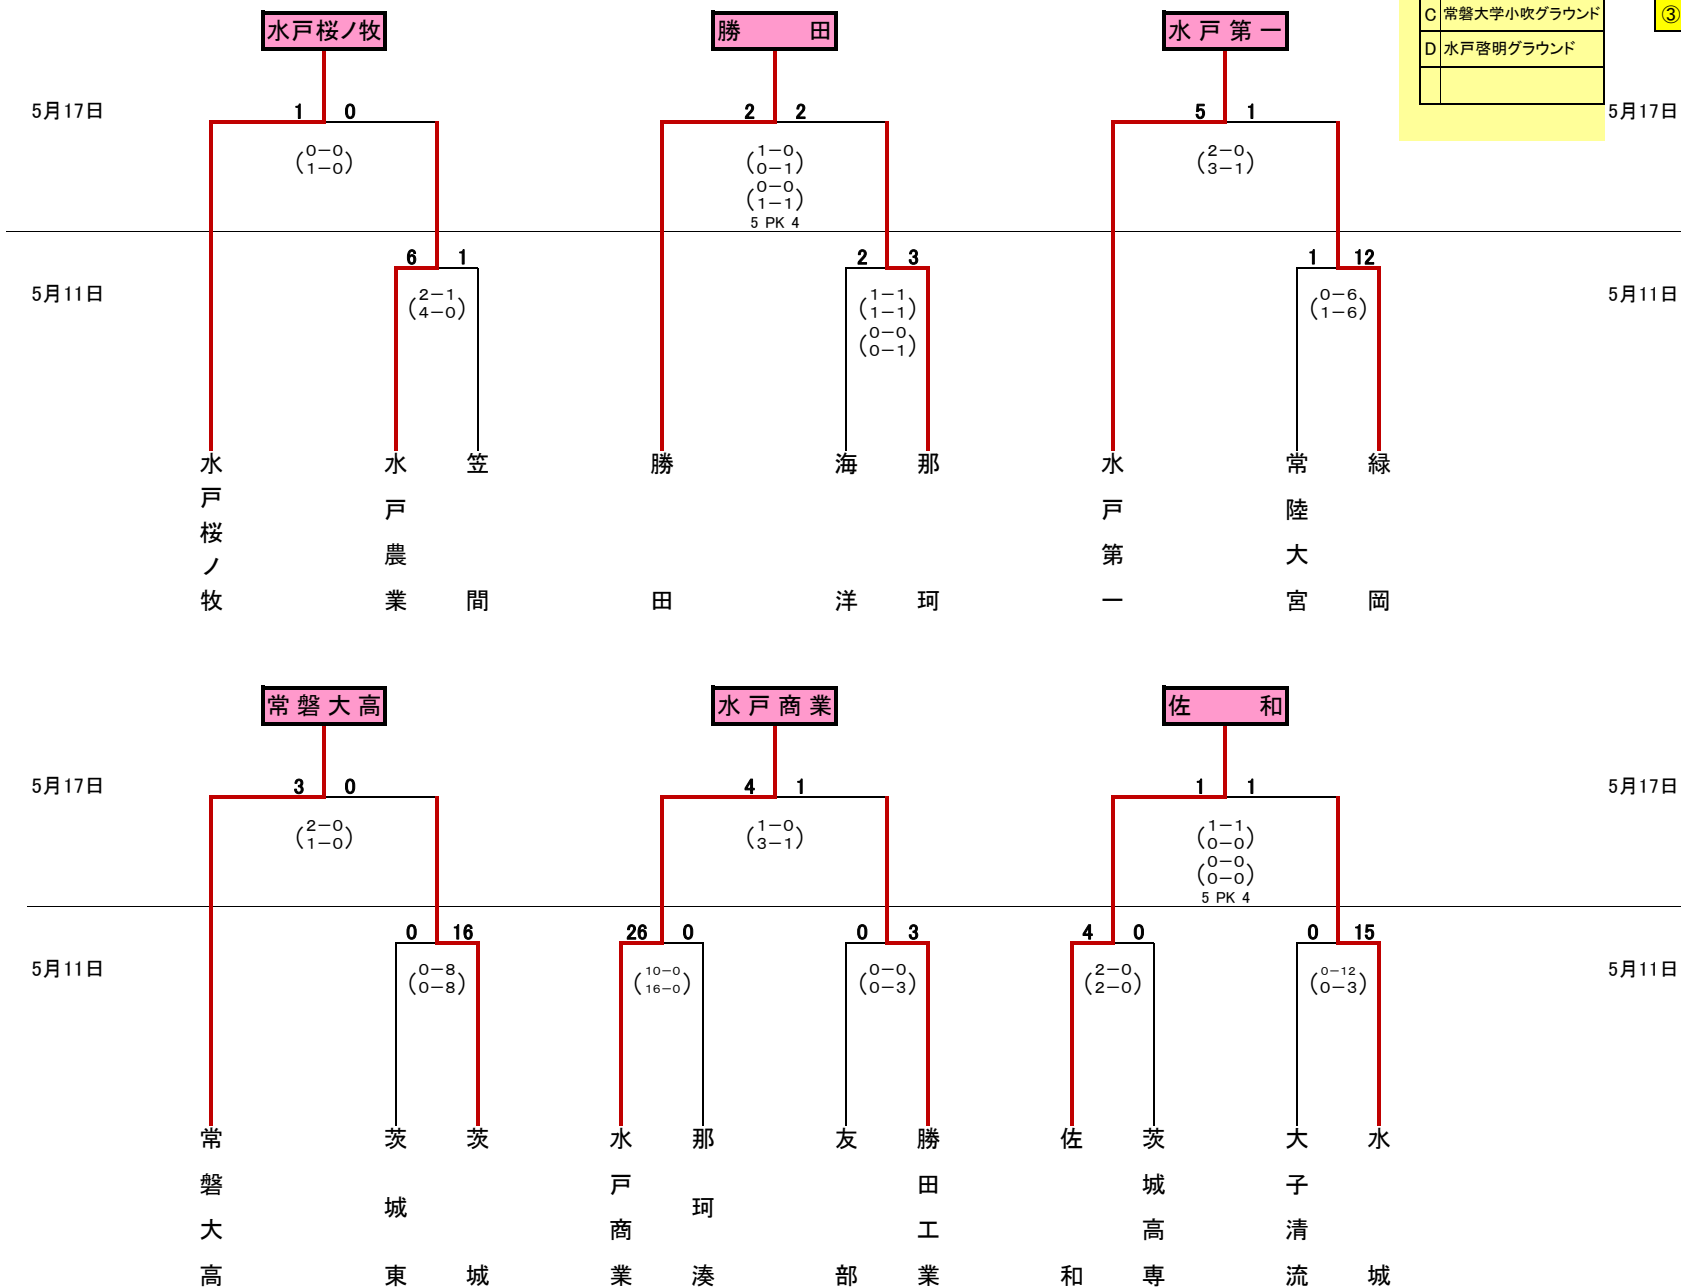 C 常磐大学小吹グラウンド
③
D 水戸啓明グラウンド
水戸桜ノ牧
勝 田
水 戸 第 一
5月17日
1 0
2 2
5 1
5月17日
(0-0
1-0)
(1-0
0-1)
(0-0
1-1)
5 PK 4
(2-0
3-1)
5月11日
6 1
2 3
1 12
5月11日
(2-1
4-0)
(1-1
1-1)
(0-0
0-1)
(0-6
1-6)
水戸桜ノ牧
水戸農業
笠間
勝田
海洋
那珂
水戸第一
常陸大宮
緑岡
常 磐 大 高
水 戸 商 業
佐 和
5月17日
3 0
4 1
1 1
5月17日
(2-0
1-0)
(1-0
3-1)
(1-1
0-0)
(0-0
0-0)
5 PK 4
5月11日
0 16
26 0
0 3
4 0
0 15
5月11日
(0-8
0-8)
(10-0
16-0)
(0-0
0-3)
(2-0
2-0)
(0-12
0-3)
常磐大高
茨城東
茨城
水戸商業
那珂湊
友部
勝田工業
佐和
茨城高専
大子清流
水城